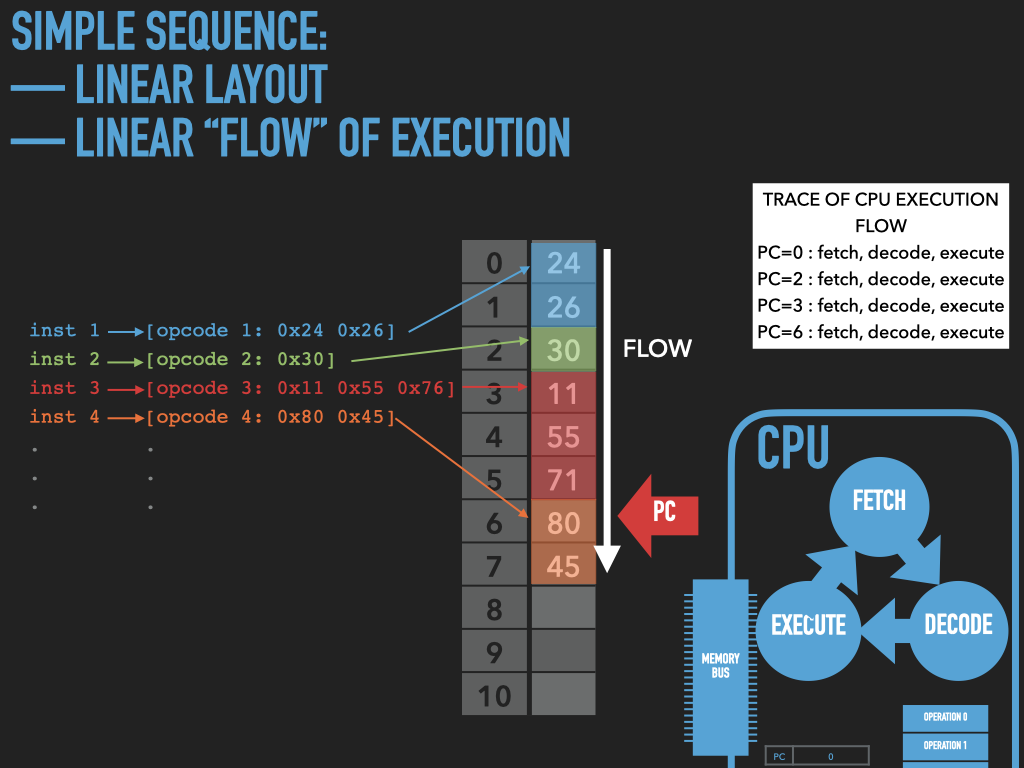 SIMPLE SEQUENCE:
— LINEAR LAYOUT
— LINEAR “FLOW” OF EXECUTION
TRACE OF CPU EXECUTION
FLOW
PC=0 : fetch, decode, execute
PC=2 : fetch, decode, execute
PC=3 : fetch, decode, execute
PC=6 : fetch, decode, execute
inst 1 [opcode 1: 0x24 0x26]
inst 2 [opcode 2: 0x30]
inst 3 [opcode 3: 0x11 0x55 0x76]
inst 4 [opcode 4: 0x80 0x45]
. .
. .
. .
0 24
1 26
2 30
3 11
4 55
5 71
6 80
7 45
8
9
10
FLOW
PC
CPU
FETCH
EXECUTE
DECODE
MEMORY
BUS
OPERATION 0
OPERATION 1
PC 0